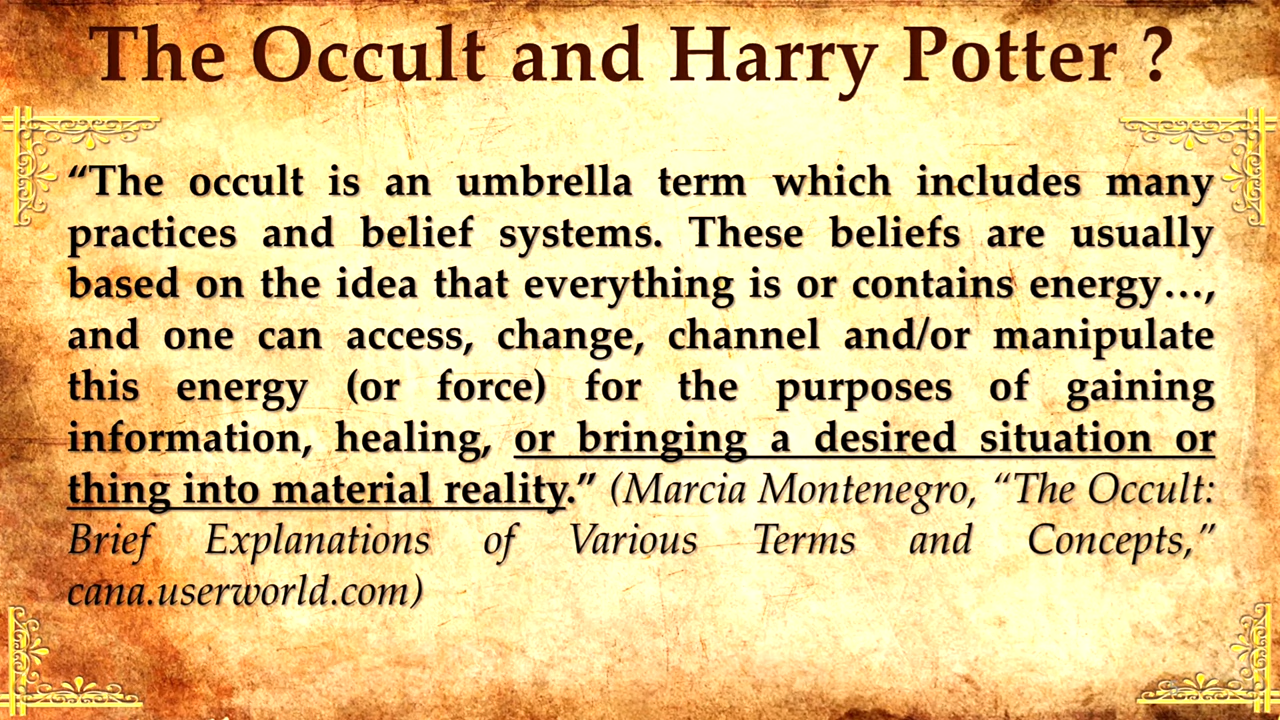 The Occult and Harry Potter ?
“The occult is an umbrella term which includes many
practices and belief systems. These beliefs are usually
based on the idea that everything is or contains energy…,
and one can access, change, channel and/or manipulate
this energy (or force) for the purposes of gaining
information, healing, or bringing a desired situation or
thing into material reality.” (Marcia Montenegro, “The Occult:
Brief Explanations of Various Terms and Concepts,”
cana.userworld.com)